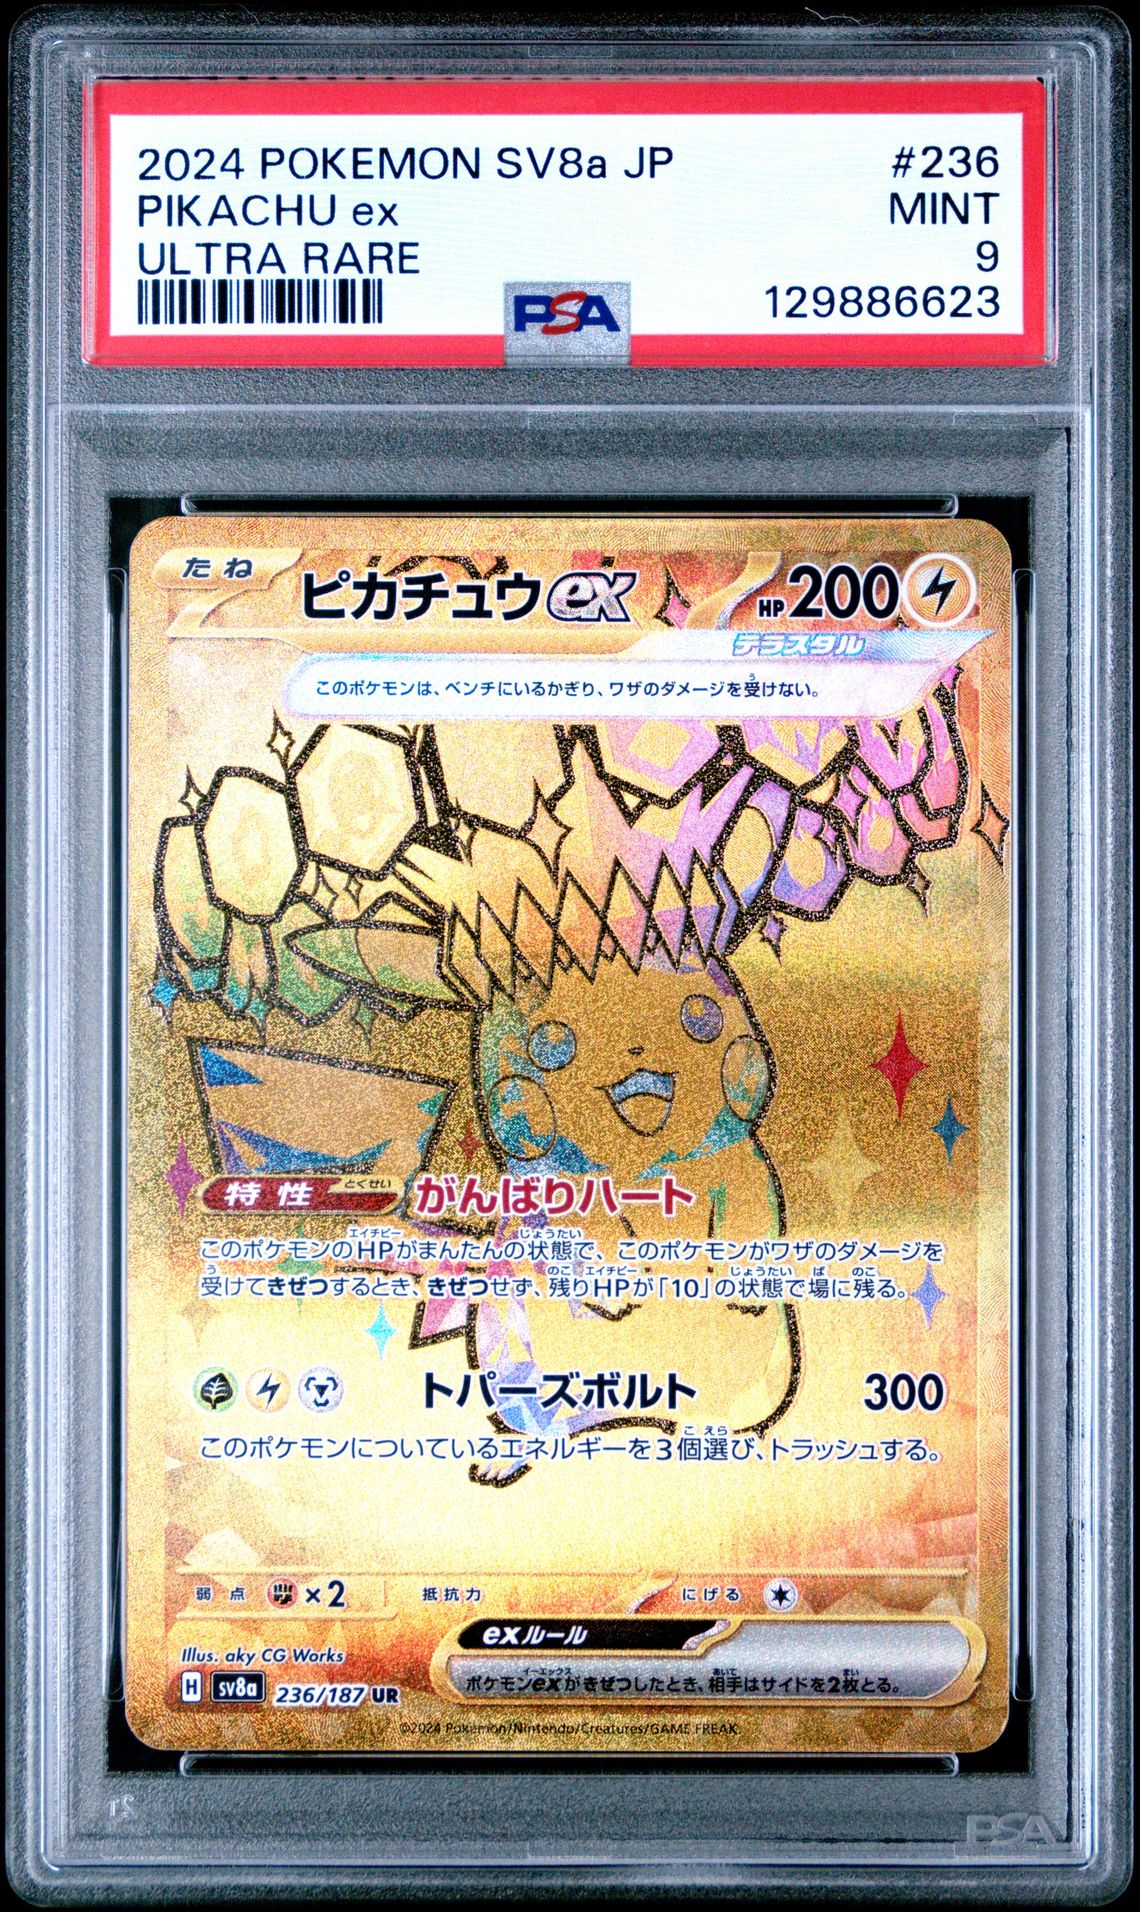 2024 POKEMON SV8a JP #236
PIKACHU ex MINT
ULTRA RARE 9
PSA 129886623
たね ピカチュウex HP200
テラスタル
このポケモンは、ベンチにいるかぎり、ワザのダメージを受けない。
特性 とくせい がんばりハート
このポケモンのHPがまんたんの状態で、このポケモンがワザのダメージを
受けてきぜつするとき、きぜつせず、残りHPが「10」の状態で場に残る。
トパーズボルト 300
このポケモンについているエネルギーを3個選び、トラッシュする。
弱点 ×2 抵抗力 にげる
exルール
Illus. aky CG Works
ポケモンexがきぜつしたとき、相手はサイドを2枚とる。
H sv8a 236/187 UR
©2024 Pokémon/Nintendo/Creatures/GAME FREAK.
PSA